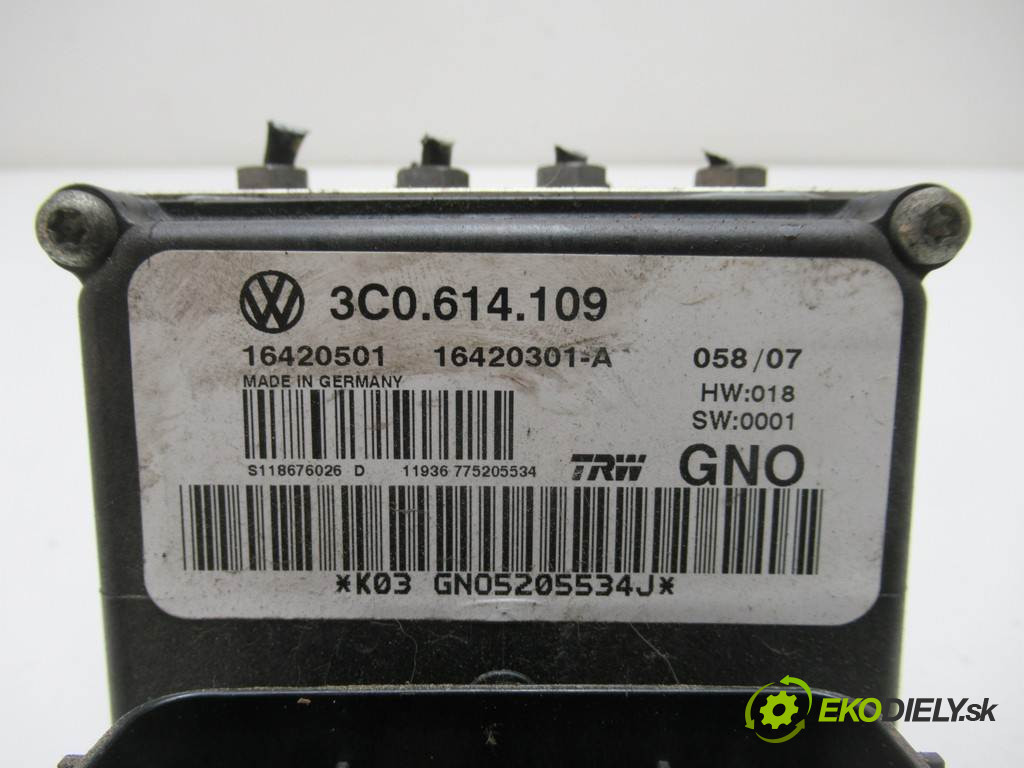 3C0.614.109
16420501 16420301-A 058/07
MADE IN GERMANY
HW:018
SW:0001
S118676026 D 11936 775205534
TRW GNO
*K03 GNO5205534J*
EKODIELY.sk